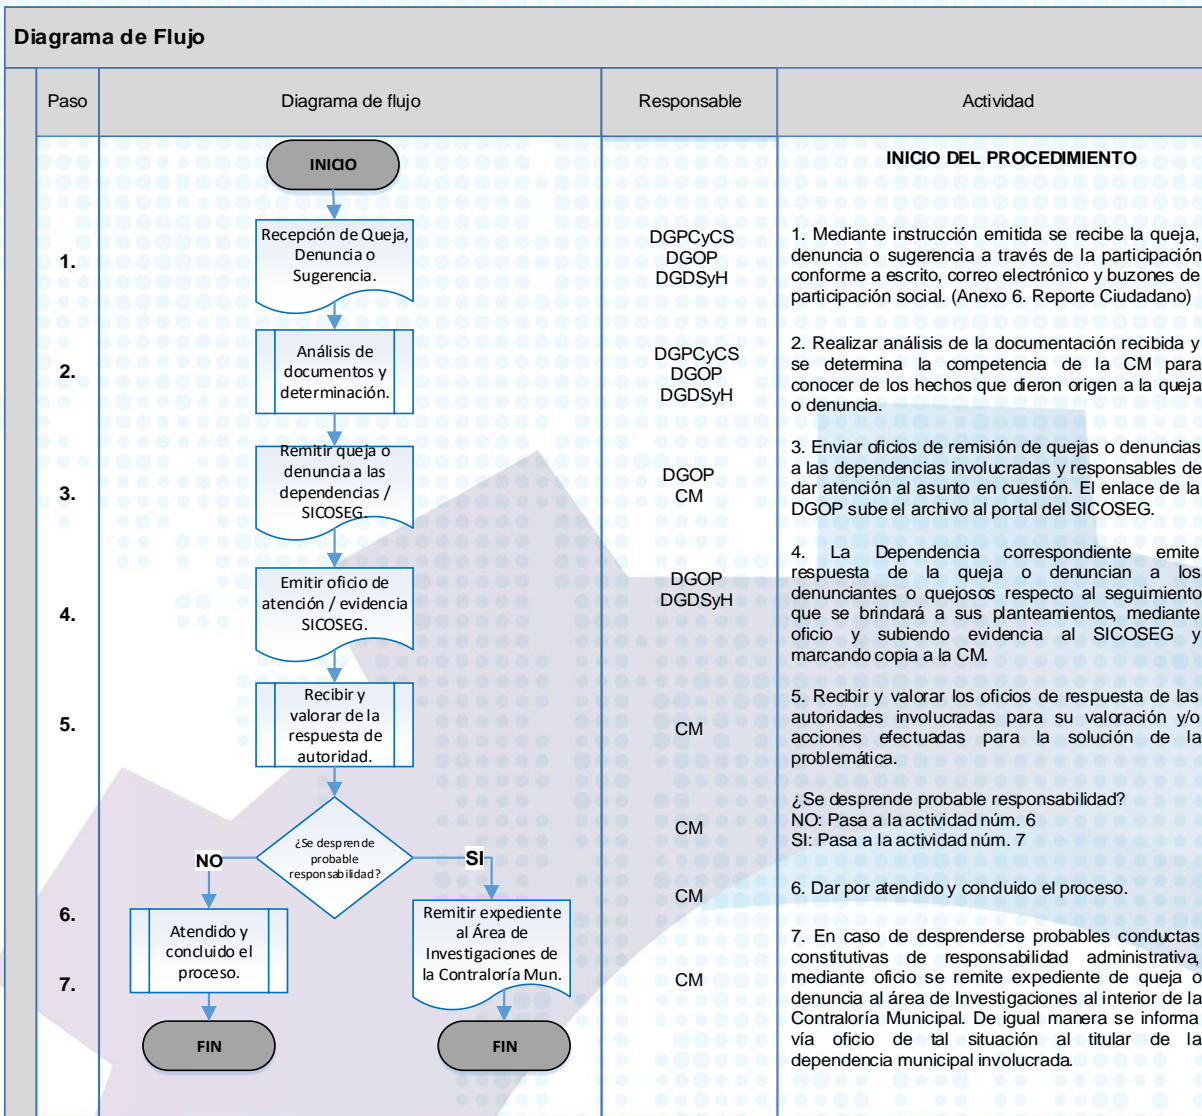 Diagrama de Flujo
Paso
Diagrama de flujo
Responsable
Actividad
INICIO
INICIO DEL PROCEDIMIENTO
1.
Recepción de Queja,
Denuncia o
Sugerencia.
DGPCyCS
DGOP
DGDSyH
1. Mediante instrucción emitida se recibe la queja,
denuncia o sugerencia a través de la participación
conforme a escrito, correo electrónico y buzones de
participación social. (Anexo 6. Reporte Ciudadano)
2.
Análisis de
documentos y
determinación.
DGPCyCS
DGOP
DGDSyH
2. Realizar análisis de la documentación recibida y
se determina la competencia de la CM para
conocer de los hechos que dieron origen a la queja
o denuncia.
3.
Remitir queja o
denuncia a las
dependencias /
SICOSEG.
DGOP
CM
3. Enviar oficios de remisión de quejas o denuncias
a las dependencias involucradas y responsables de
dar atención al asunto en cuestión. El enlace de la
DGOP sube el archivo al portal del SICOSEG.
4.
Emitir oficio de
atención / evidencia
SICOSEG.
DGOP
DGDSyH
4. La Dependencia correspondiente emite
respuesta de la queja o denuncian a los
denunciantes o quejosos respecto al seguimiento
que se brindará a sus planteamientos, mediante
oficio y subiendo evidencia al SICOSEG y
marcando copia a la CM.
5.
Recibir y
valorar de la
respuesta de
autoridad.
CM
5. Recibir y valorar los oficios de respuesta de las
autoridades involucradas para su valoración y/o
acciones efectuadas para la solución de la
problemática.
¿Se desprende
probable
responsabilidad?
NO
SI
CM
¿Se desprende probable responsabilidad?
NO: Pasa a la actividad núm. 6
SI: Pasa a la actividad núm. 7
6.
Atendido y
concluido el
proceso.
CM
6. Dar por atendido y concluido el proceso.
7.
Remitir expediente
al Área de
Investigaciones de
la Contraloría Mun.
CM
7. En caso de desprenderse probables conductas
constitutivas de responsabilidad administrativa,
mediante oficio se remite expediente de queja o
denuncia al área de Investigaciones al interior de la
Contraloría Municipal. De igual manera se informa
vía oficio de tal situación al titular de la
dependencia municipal involucrada.
FIN
FIN